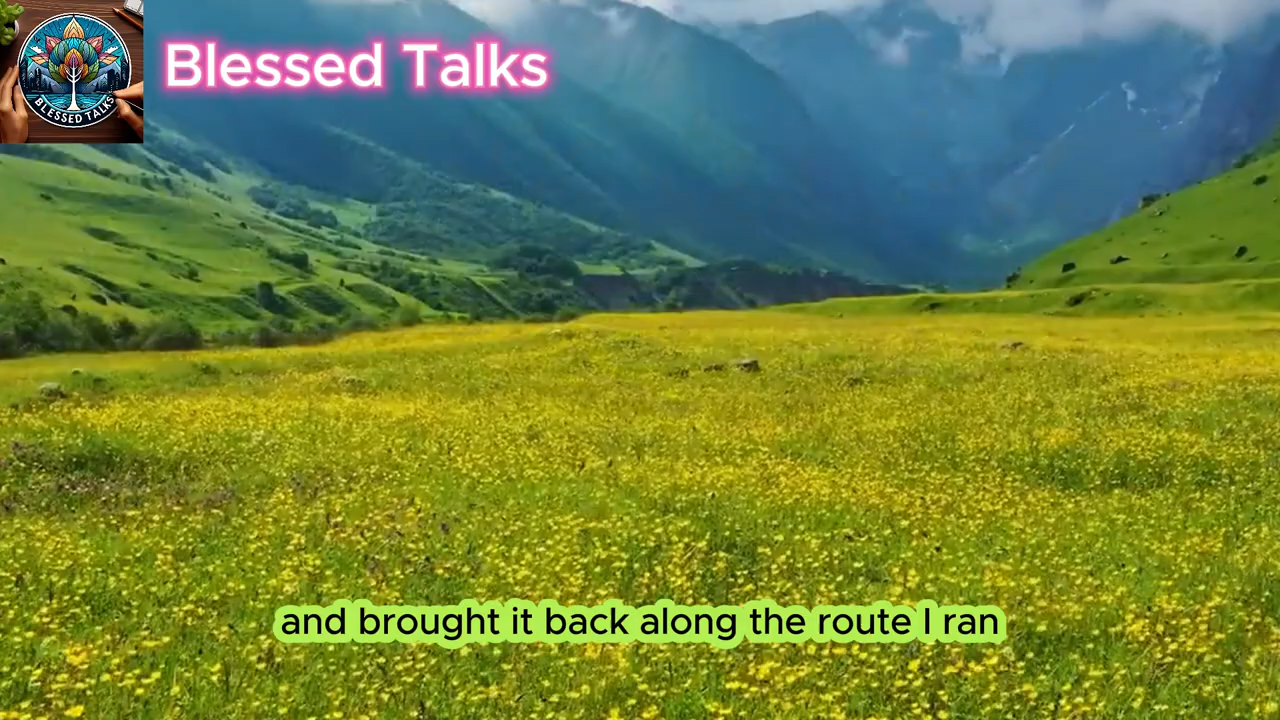 Blessed Talks
BLESSED TALKS
and brought it back along the route I ran